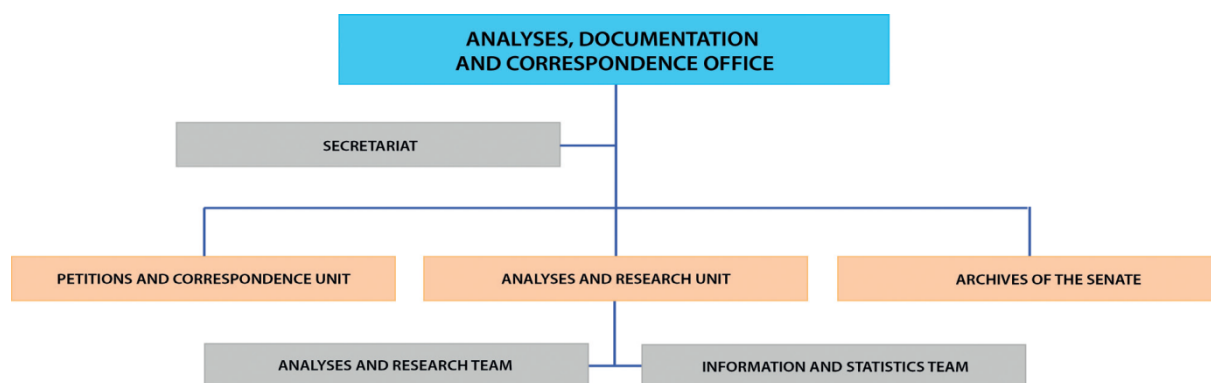 ANALYSES, DOCUMENTATION
AND CORRESPONDENCE OFFICE
SECRETARIAT
PETITIONS AND CORRESPONDENCE UNIT
ANALYSES AND RESEARCH UNIT
ARCHIVES OF THE SENATE
ANALYSES AND RESEARCH TEAM
INFORMATION AND STATISTICS TEAM